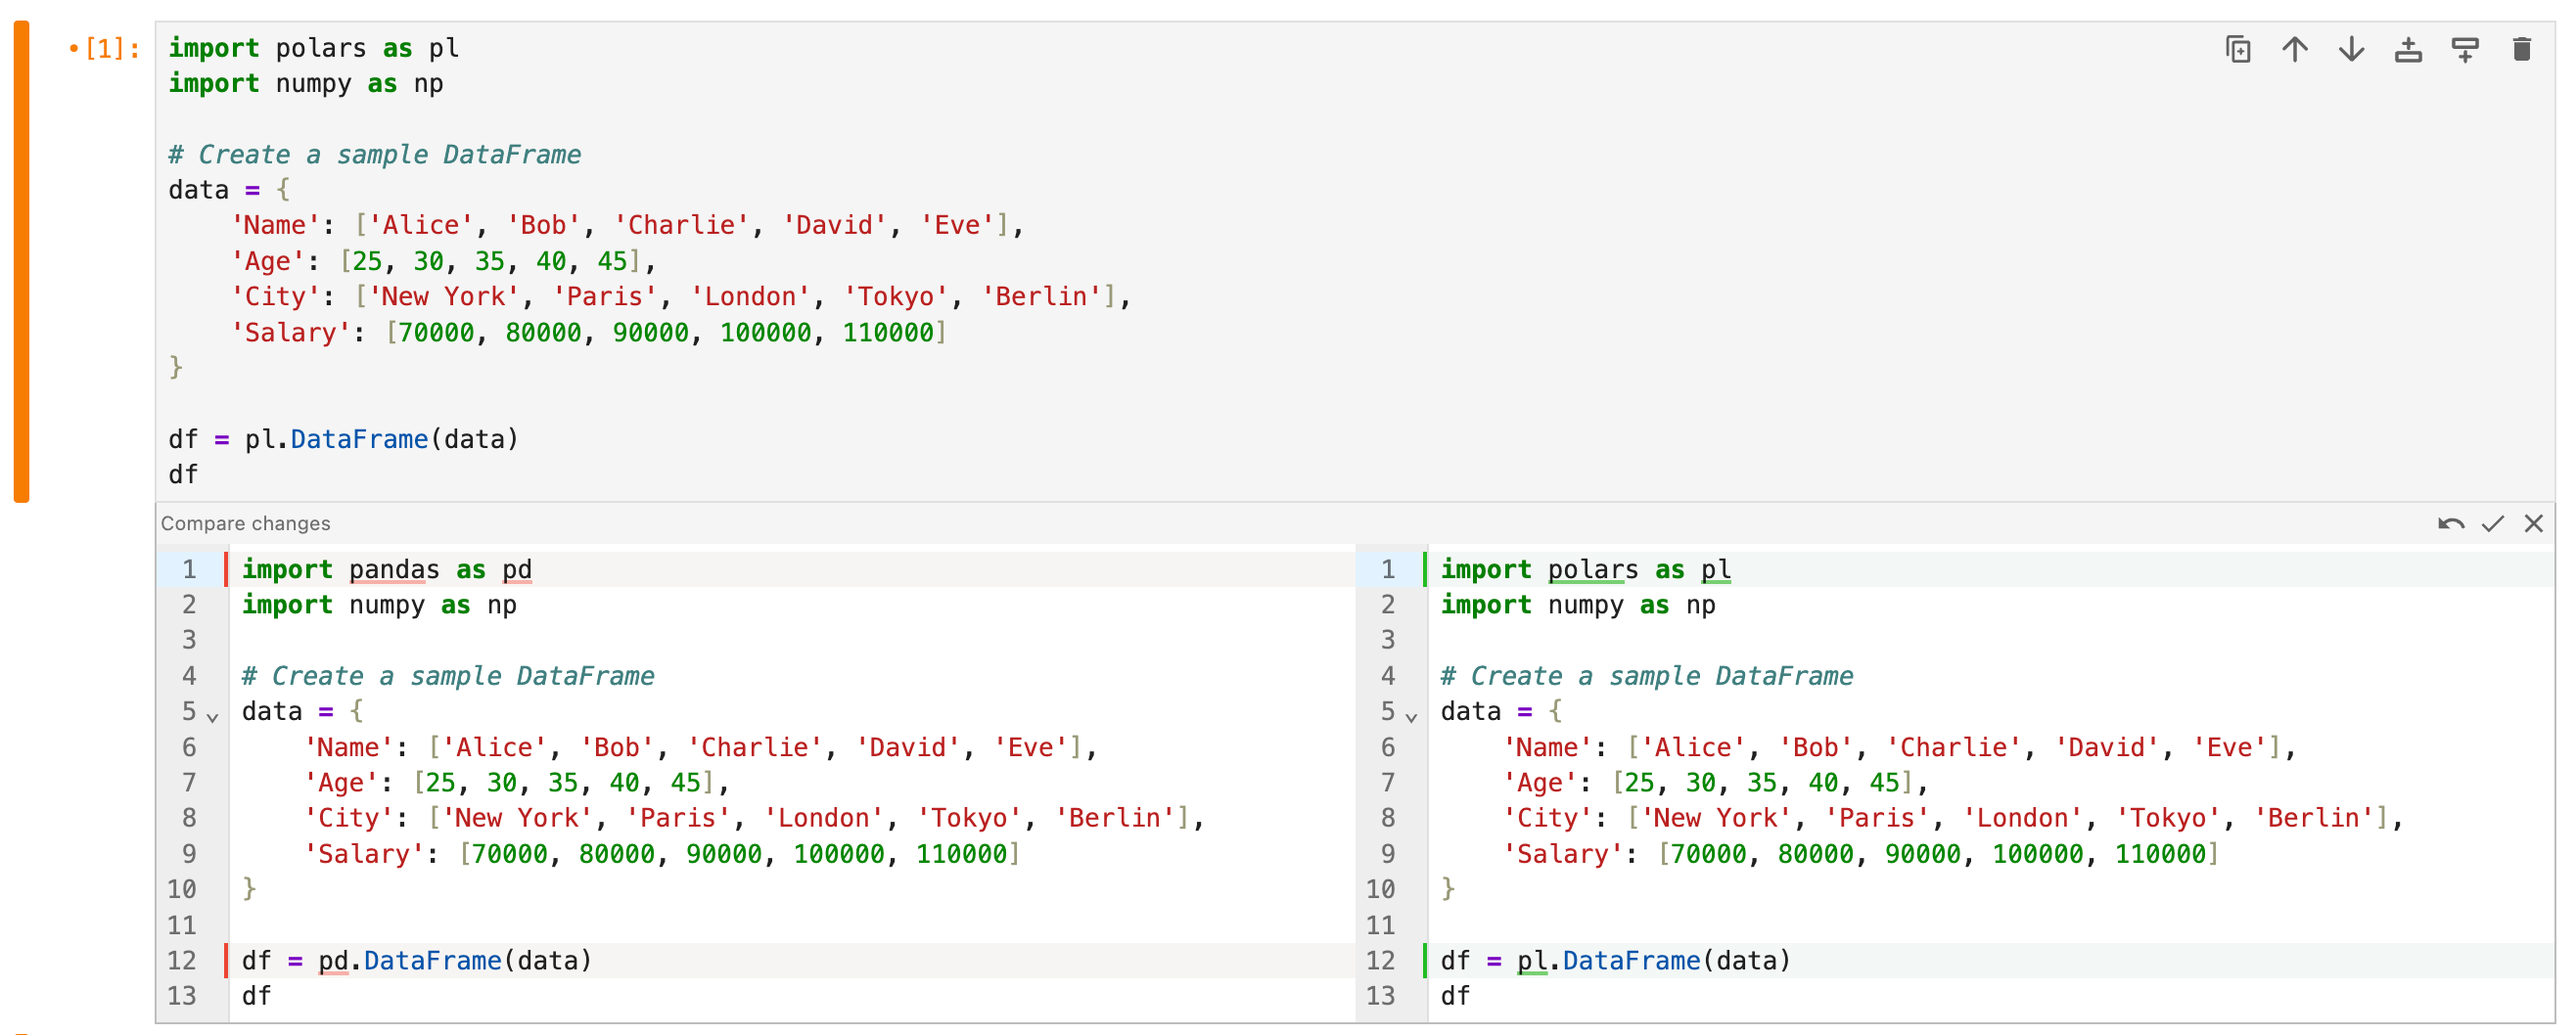 •[1]:
import polars as pl
import numpy as np
# Create a sample DataFrame
data = {
    'Name': ['Alice', 'Bob', 'Charlie', 'David', 'Eve'],
    'Age': [25, 30, 35, 40, 45],
    'City': ['New York', 'Paris', 'London', 'Tokyo', 'Berlin'],
    'Salary': [70000, 80000, 90000, 100000, 110000]
}
df = pl.DataFrame(data)
df
Compare changes
1 import pandas as pd
2 import numpy as np
3
4 # Create a sample DataFrame
5 data = {
6     'Name': ['Alice', 'Bob', 'Charlie', 'David', 'Eve'],
7     'Age': [25, 30, 35, 40, 45],
8     'City': ['New York', 'Paris', 'London', 'Tokyo', 'Berlin'],
9     'Salary': [70000, 80000, 90000, 100000, 110000]
10 }
11
12 df = pd.DataFrame(data)
13 df
1 import polars as pl
2 import numpy as np
3
4 # Create a sample DataFrame
5 data = {
6     'Name': ['Alice', 'Bob', 'Charlie', 'David', 'Eve'],
7     'Age': [25, 30, 35, 40, 45],
8     'City': ['New York', 'Paris', 'London', 'Tokyo', 'Berlin'],
9     'Salary': [70000, 80000, 90000, 100000, 110000]
10 }
11
12 df = pl.DataFrame(data)
13 df